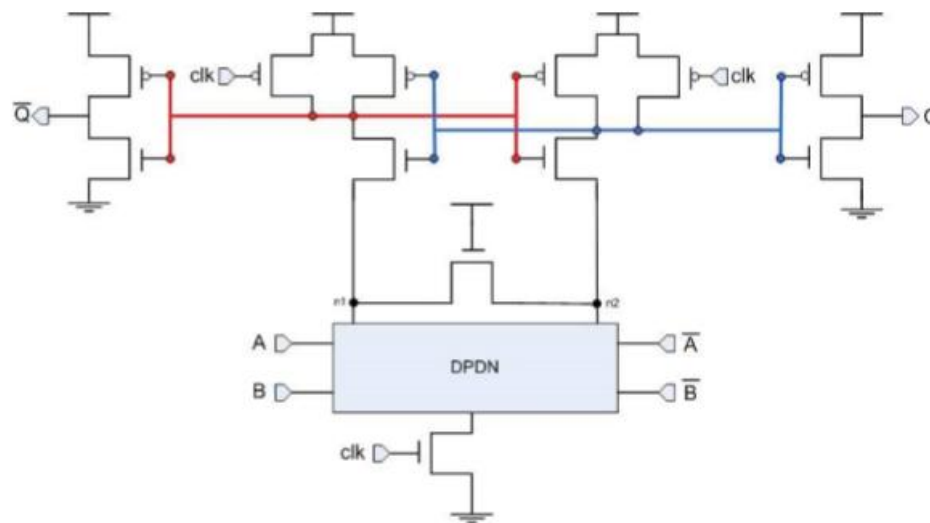 clk clk
Q̅ Q
n1 n2
A A̅
DPDN
B B̅
clk